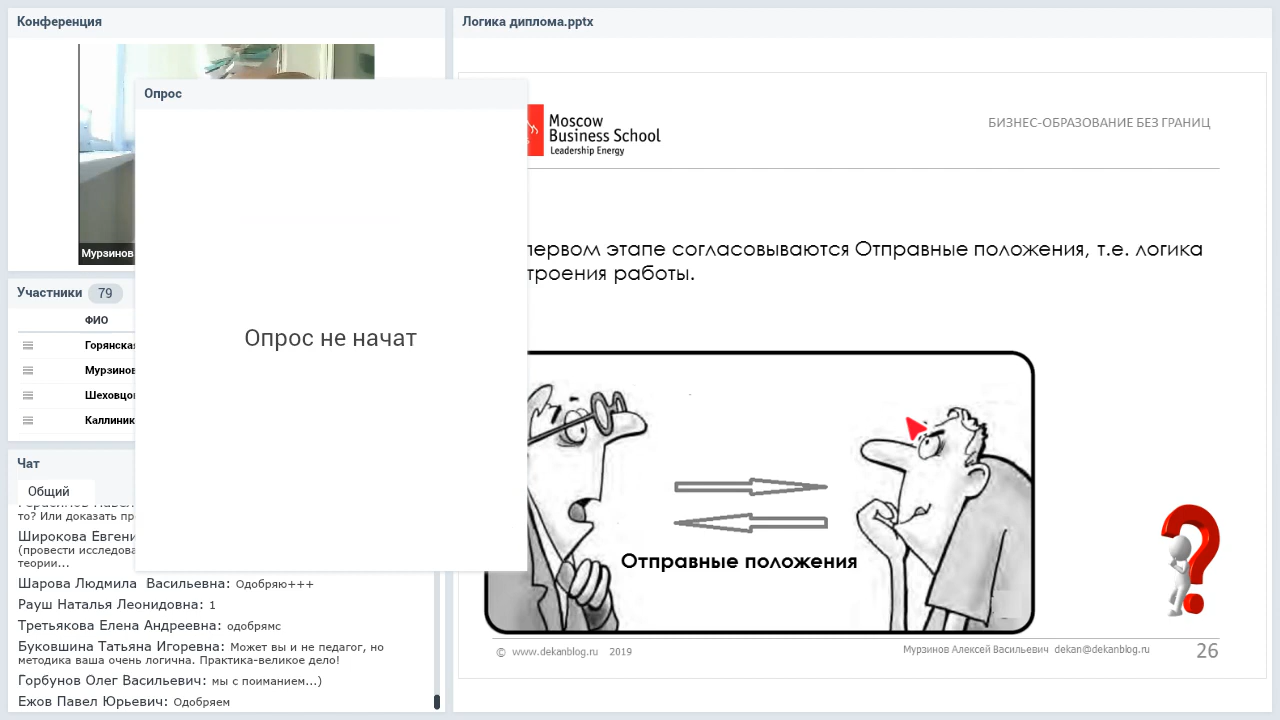 Конференция
Мурзинов
Опрос
Опрос не начат
Участники 79
ФИО
Горянская
Мурзинов
Шеховцо
Каллиник
Чат
Общий
то? Или доказать пр
Широкова Евгени
(провести исследова
теории...
Шарова Людмила Васильевна: Одобряю+++
Рауш Наталья Леонидовна: 1
Третьякова Елена Андреевна: одобрямс
Буковшина Татьяна Игоревна: Может вы и не педагог, но
методика ваша очень логична. Практика-великое дело!
Горбунов Олег Васильевич: мы с поиманием...)
Ежов Павел Юрьевич: Одобряем
Логика диплома.pptx
Moscow
Business School
Leadership Energy
БИЗНЕС-ОБРАЗОВАНИЕ БЕЗ ГРАНИЦ
первом этапе согласовываются Отправные положения, т.е. логика
троения работы.
Отправные положения
© www.dekanblog.ru 2019
Мурзинов Алексей Васильевич dekan@dekanblog.ru
26